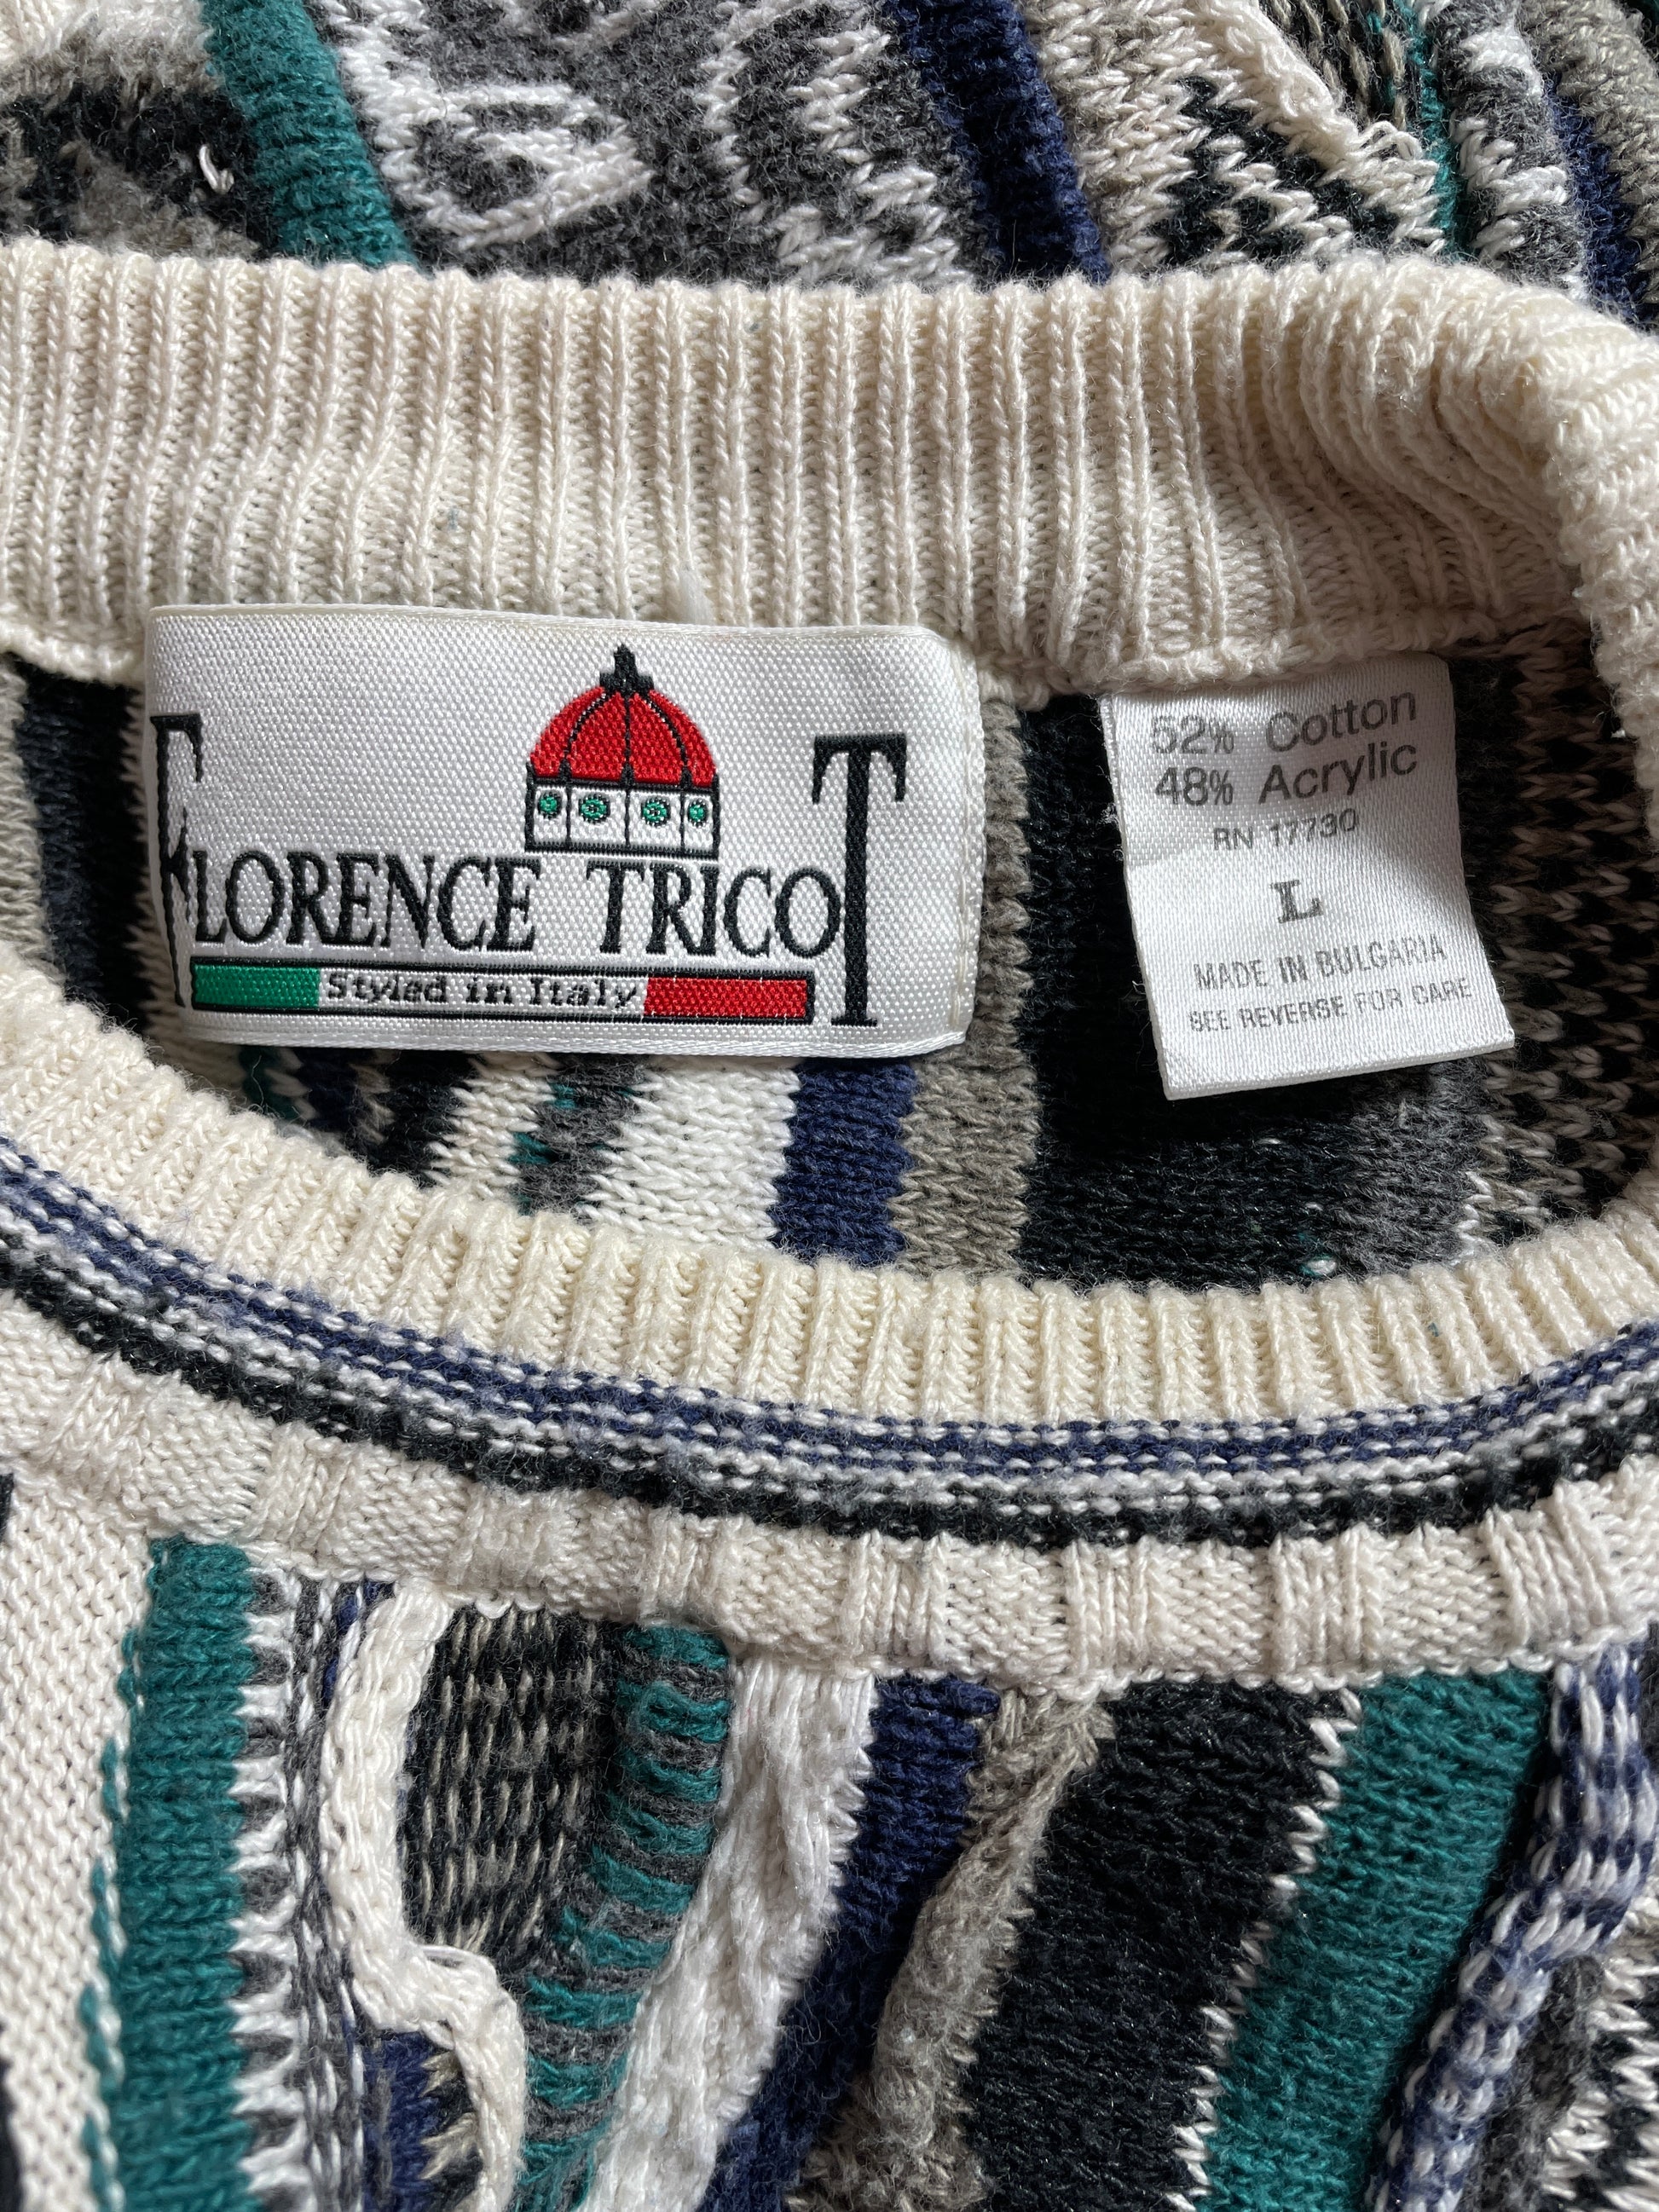 FLORENCE TRICOT
Styled in Italy
52% Cotton
48% Acrylic
RN 17730
L
MADE IN BULGARIA
SEE REVERSE FOR CARE